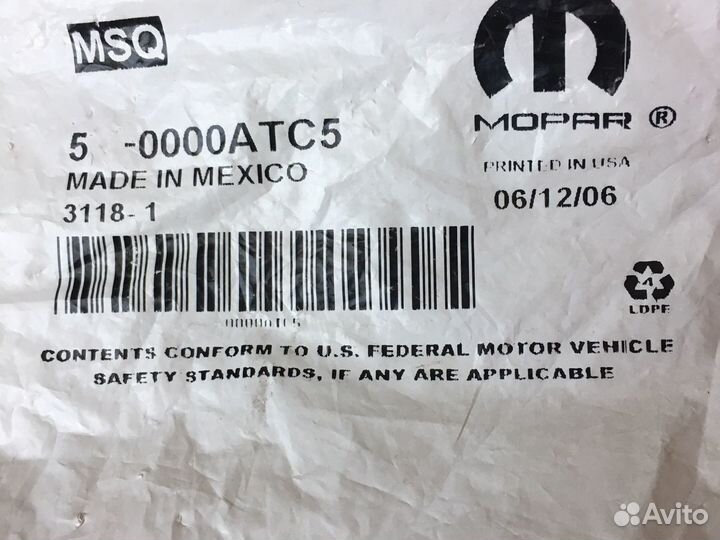 MSQ
MOPAR ®
5 -0000ATC5
MADE IN MEXICO
3118-1
PRINTED IN USA
06/12/06
0000ATC5
4
LDPE
CONTENTS CONFORM TO U.S. FEDERAL MOTOR VEHICLE
SAFETY STANDARDS, IF ANY ARE APPLICABLE
Avito